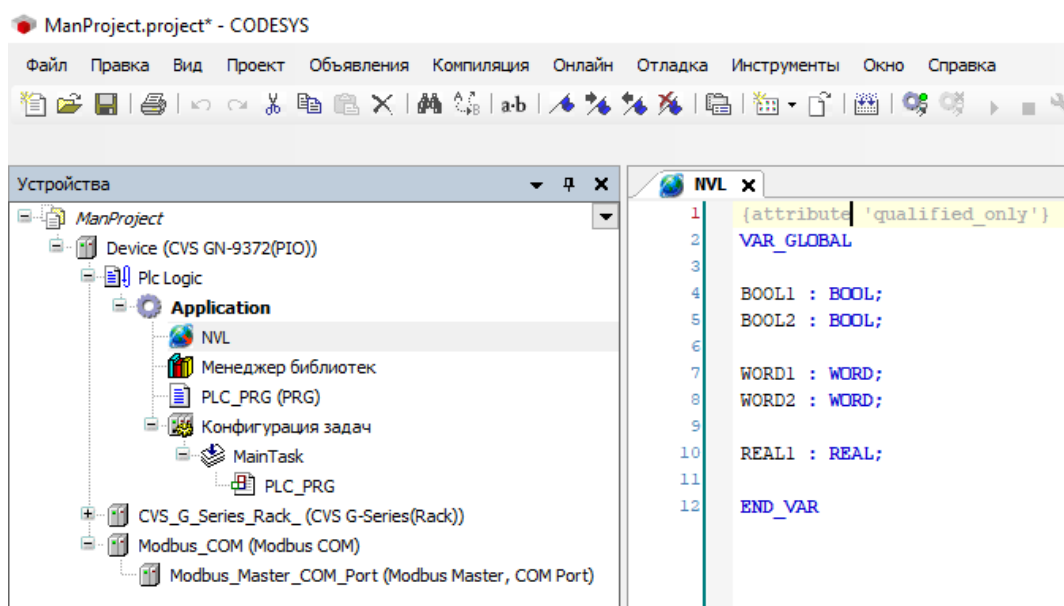 ManProject.project* - CODESYS
Файл Правка Вид Проект Объявления Компиляция Онлайн Отладка Инструменты Окно Справка
a·b
Устройства
ManProject
Device (CVS GN-9372(PIO))
Plc Logic
Application
NVL
Менеджер библиотек
PLC_PRG (PRG)
Конфигурация задач
MainTask
PLC_PRG
CVS_G_Series_Rack_ (CVS G-Series(Rack))
Modbus_COM (Modbus COM)
Modbus_Master_COM_Port (Modbus Master, COM Port)
NVL
1 {attribute 'qualified_only'}
2 VAR_GLOBAL
3
4 BOOL1 : BOOL;
5 BOOL2 : BOOL;
6
7 WORD1 : WORD;
8 WORD2 : WORD;
9
10 REAL1 : REAL;
11
12 END_VAR